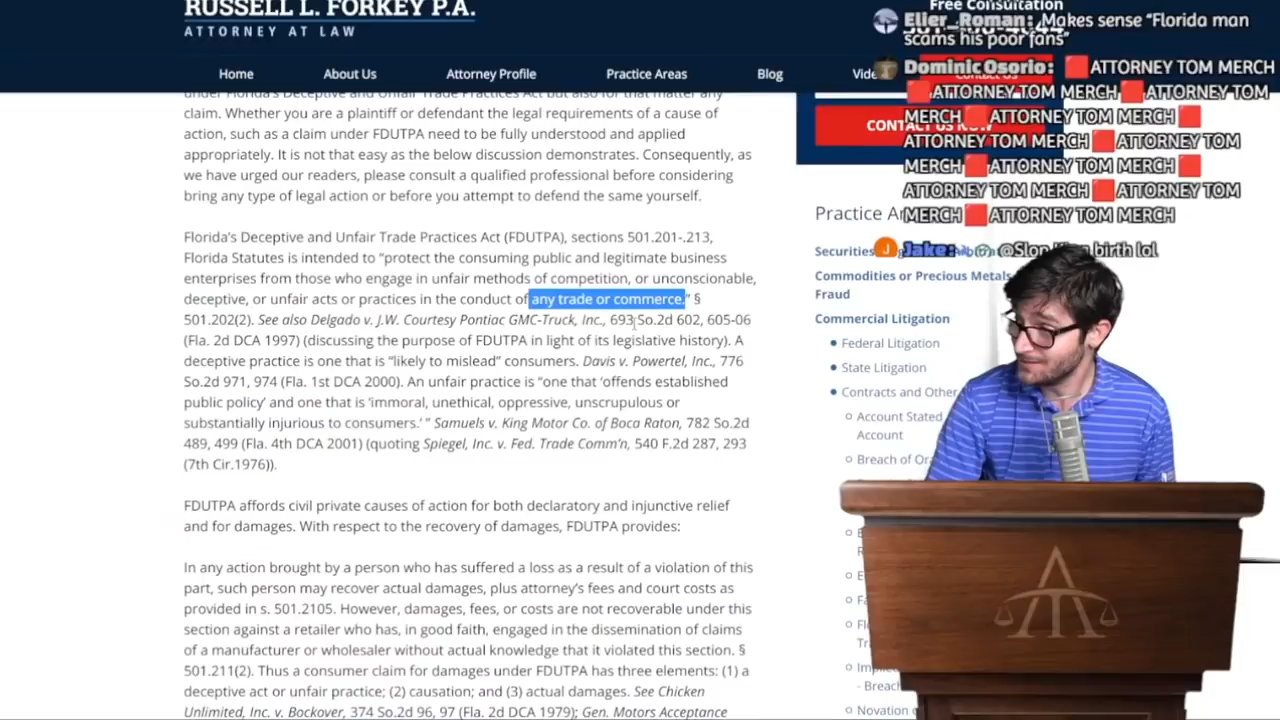 RUSSELL L. FORKEY P.A.
ATTORNEY AT LAW
Free Consultation
Home
About Us
Attorney Profile
Practice Areas
Blog
Contact Us
under Florida's Deceptive and Unfair Trade Practices Act but also for that matter any
claim. Whether you are a plaintiff or defendant the legal requirements of a cause of
action, such as a claim under FDUTPA need to be fully understood and applied
appropriately. It is not that easy as the below discussion demonstrates. Consequently, as
we have urged our readers, please consult a qualified professional before considering
bring any type of legal action or before you attempt to defend the same yourself.
Florida's Deceptive and Unfair Trade Practices Act (FDUTPA), sections 501.201-.213,
Florida Statutes is intended to "protect the consuming public and legitimate business
enterprises from those who engage in unfair methods of competition, or unconscionable,
deceptive, or unfair acts or practices in the conduct of any trade or commerce." §
501.202(2). See also Delgado v. J.W. Courtesy Pontiac GMC-Truck, Inc., 693 So.2d 602, 605-06
(Fla. 2d DCA 1997) (discussing the purpose of FDUTPA in light of its legislative history). A
deceptive practice is one that is "likely to mislead" consumers. Davis v. Powertel, Inc., 776
So.2d 971, 974 (Fla. 1st DCA 2000). An unfair practice is "one that 'offends established
public policy' and one that is 'immoral, unethical, oppressive, unscrupulous or
substantially injurious to consumers.' " Samuels v. King Motor Co. of Boca Raton, 782 So.2d
489, 499 (Fla. 4th DCA 2001) (quoting Spiegel, Inc. v. Fed. Trade Comm'n, 540 F.2d 287, 293
(7th Cir.1976)).
FDUTPA affords civil private causes of action for both declaratory and injunctive relief
and for damages. With respect to the recovery of damages, FDUTPA provides:
In any action brought by a person who has suffered a loss as a result of a violation of this
part, such person may recover actual damages, plus attorney's fees and court costs as
provided in s. 501.2105. However, damages, fees, or costs are not recoverable under this
section against a retailer who has, in good faith, engaged in the dissemination of claims
of a manufacturer or wholesaler without actual knowledge that it violated this section. §
501.211(2). Thus a consumer claim for damages under FDUTPA has three elements: (1) a
deceptive act or unfair practice; (2) causation; and (3) actual damages. See Chicken
Unlimited, Inc. v. Bockover, 374 So.2d 96, 97 (Fla. 2d DCA 1979); Gen. Motors Acceptance
Elier_Roman: Makes sense "Florida man
scams his poor fans"
Dominic Osorio: ATTORNEY TOM MERCH
ATTORNEY TOM MERCH ATTORNEY TOM
MERCH ATTORNEY TOM MERCH
ATTORNEY TOM MERCH ATTORNEY TOM
MERCH ATTORNEY TOM MERCH
ATTORNEY TOM MERCH ATTORNEY TOM
MERCH ATTORNEY TOM MERCH
J
Jake: birth lol
CONTACT US NOW
Practice
Securities
Commodities or Precious Metals
Fraud
Commercial Litigation
Federal Litigation
State Litigation
Contracts and Other
Account Stated
Account
Breach of
- Breach
Novation